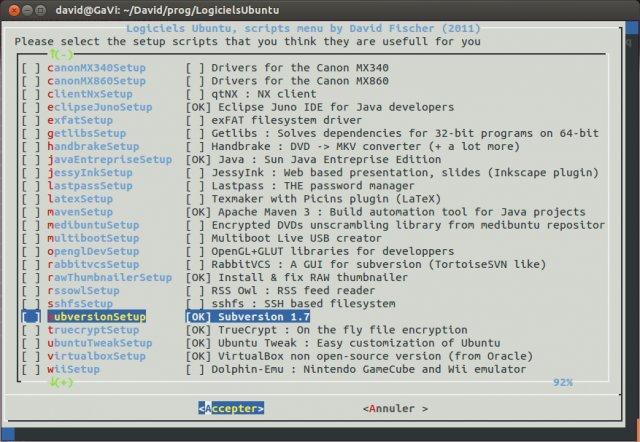 david@GaVi: ~/David/prog/LogicielsUbuntu
Logiciels Ubuntu, scripts menu by David Fischer (2011)
Please select the setup scripts that you think they are usefull for you
↑(-)
[ ] canonMX340Setup [ ] Drivers for the Canon MX340
[ ] canonMX860Setup [ ] Drivers for the Canon MX860
[ ] clientNxSetup [ ] qtNX : NX client
[ ] eclipseJunoSetup [OK] Eclipse Juno IDE for Java developers
[ ] exfatSetup [ ] exFAT filesystem driver
[ ] getlibsSetup [ ] Getlibs : Solves dependencies for 32-bit programs on 64-bit
[ ] handbrakeSetup [ ] Handbrake : DVD -> MKV converter (+ a lot more)
[ ] javaEntrepriseSetup [OK] Java : Sun Java Entreprise Edition
[ ] jessyInkSetup [ ] JessyInk : Web based presentation, slides (Inkscape plugin)
[ ] lastpassSetup [ ] Lastpass : THE password manager
[ ] latexSetup [ ] Texmaker with Picins plugin (LaTeX)
[ ] mavenSetup [OK] Apache Maven 3 : Build automation tool for Java projects
[ ] medibuntuSetup [ ] Encrypted DVDs unscrambling library from medibuntu repositor
[ ] multibootSetup [ ] Multiboot Live USB creator
[ ] openglDevSetup [ ] OpenGL+GLUT libraries for developers
[ ] rabbitvcsSetup [ ] RabbitVCS : A GUI for subversion (TortoiseSVN like)
[ ] rawThumbnailerSetup [OK] Install & fix RAW thumbnailer
[ ] rssowlSetup [ ] RSS Owl : RSS feed reader
[ ] sshfsSetup [ ] sshfs : SSH based filesystem
[ ] subversionSetup [OK] Subversion 1.7
[ ] truecryptSetup [OK] TrueCrypt : On the fly file encryption
[ ] ubuntuTweakSetup [OK] Ubuntu Tweak : Easy customization of Ubuntu
[ ] virtualboxSetup [OK] VirtualBox non open-source version (from Oracle)
[ ] wiiSetup [ ] Dolphin-Emu : Nintendo GameCube and Wii emulator
↓(+) 92%
<Accepter> <Annuler >